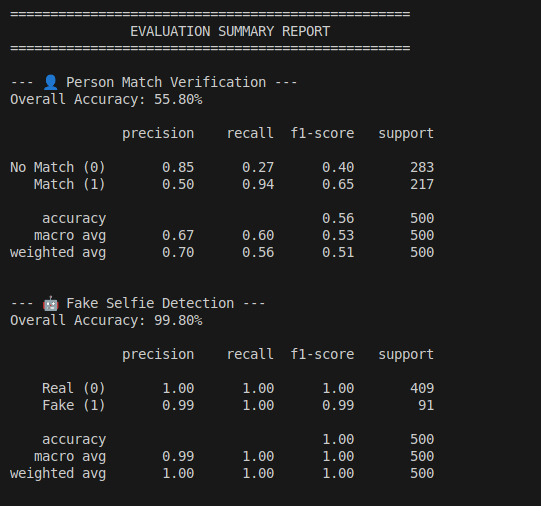 ==================================================
EVALUATION SUMMARY REPORT
==================================================
--- 👤 Person Match Verification ---
Overall Accuracy: 55.80%
precision    recall  f1-score   support
No Match (0)       0.85      0.27      0.40       283
Match (1)       0.50      0.94      0.65       217
accuracy                           0.56       500
macro avg       0.67      0.60      0.53       500
weighted avg       0.70      0.56      0.51       500
--- 🤖 Fake Selfie Detection ---
Overall Accuracy: 99.80%
precision    recall  f1-score   support
Real (0)       1.00      1.00      1.00       409
Fake (1)       0.99      1.00      0.99        91
accuracy                           1.00       500
macro avg       0.99      1.00      1.00       500
weighted avg       1.00      1.00      1.00       500